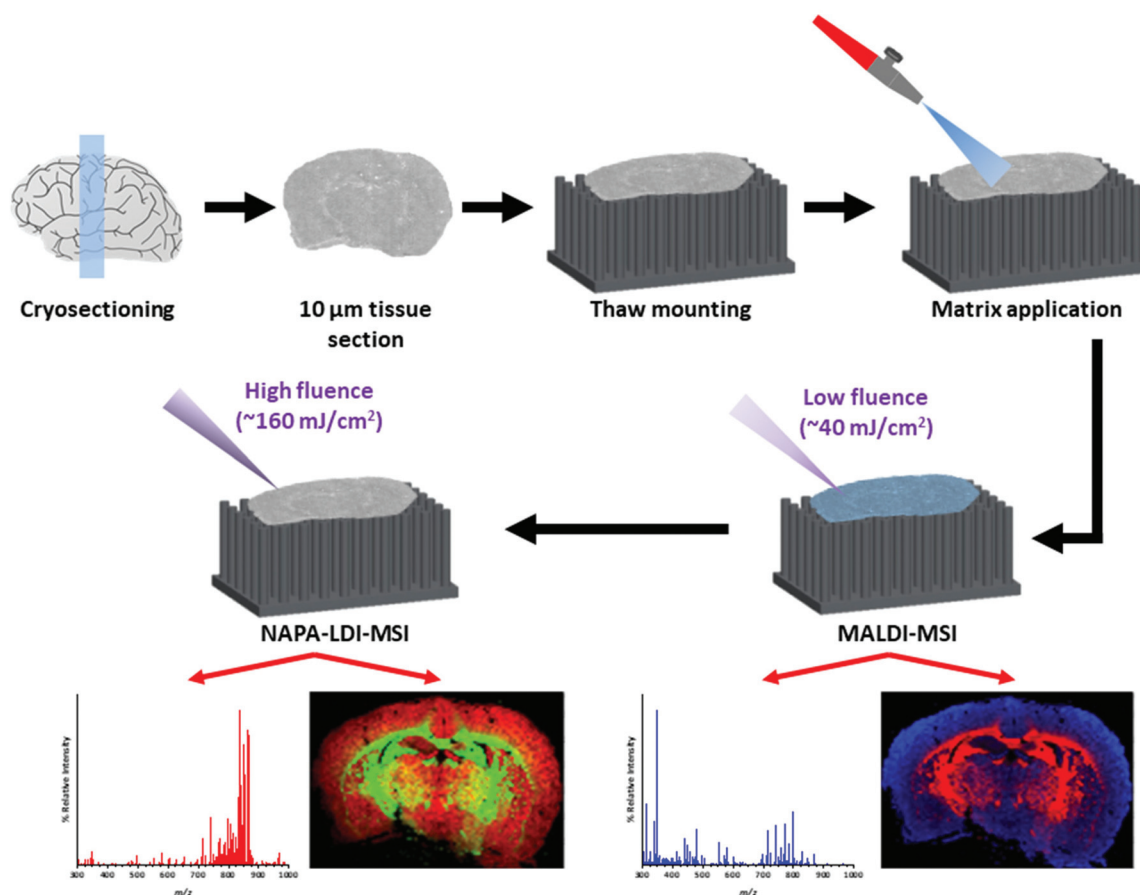 Cryosectioning
10 µm tissue
section
Thaw mounting
Matrix application
High fluence
(~160 mJ/cm²)
Low fluence
(~40 mJ/cm²)
NAPA-LDI-MSI
MALDI-MSI
% Relative Intensity
300 400 500 600 700 800 900 1000
m/z
% Relative Intensity
300 400 500 600 700 800 900 1000
m/z